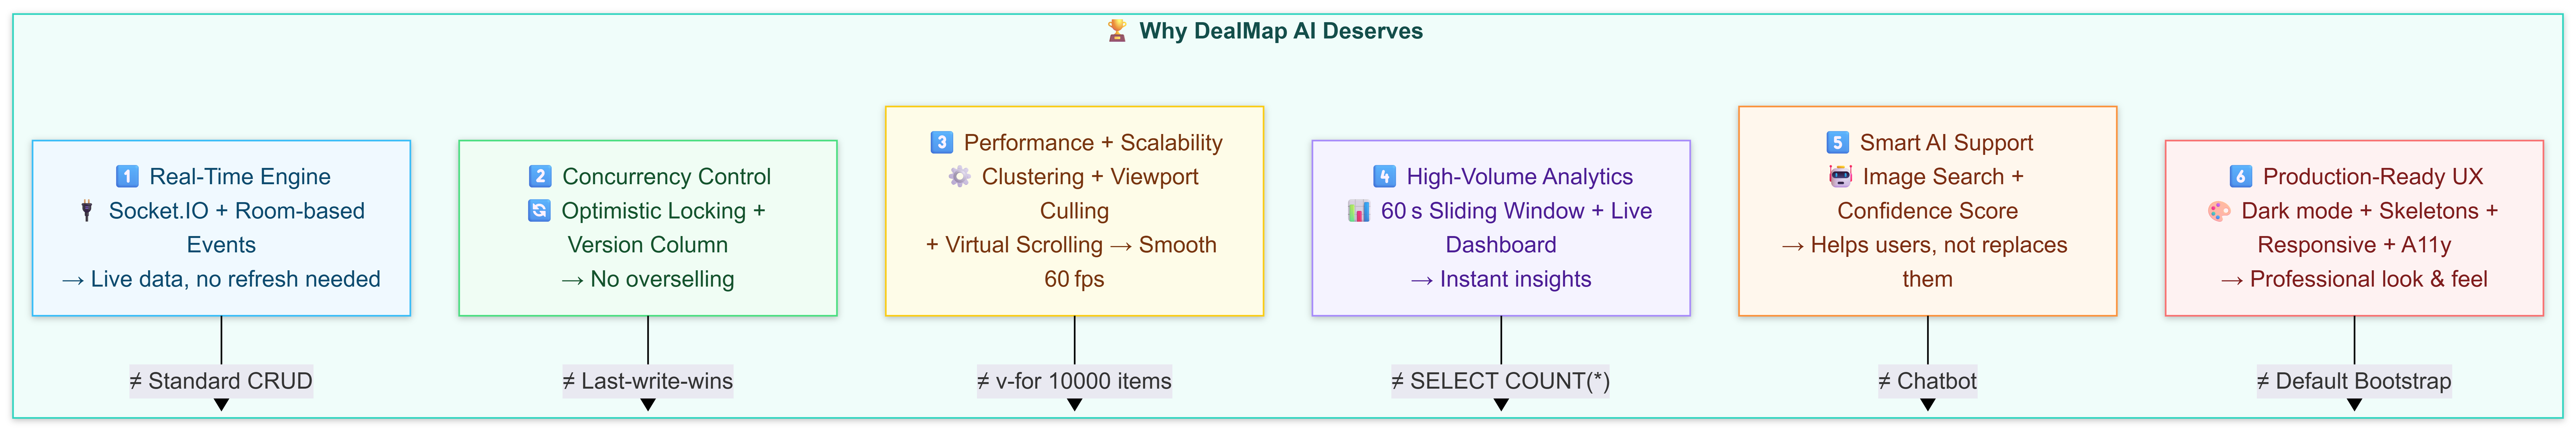 🏆 Why DealMap AI Deserves
1️⃣ Real-Time Engine
🔌 Socket.IO + Room-based
Events
→ Live data, no refresh needed
≠ Standard CRUD
2️⃣ Concurrency Control
🔄 Optimistic Locking +
Version Column
→ No overselling
≠ Last-write-wins
3️⃣ Performance + Scalability
⚙️ Clustering + Viewport
Culling
+ Virtual Scrolling → Smooth
60 fps
≠ v-for 10000 items
4️⃣ High-Volume Analytics
📊 60 s Sliding Window + Live
Dashboard
→ Instant insights
≠ SELECT COUNT(*)
5️⃣ Smart AI Support
🤖 Image Search +
Confidence Score
→ Helps users, not replaces
them
≠ Chatbot
6️⃣ Production-Ready UX
🎨 Dark mode + Skeletons +
Responsive + A11y
→ Professional look & feel
≠ Default Bootstrap